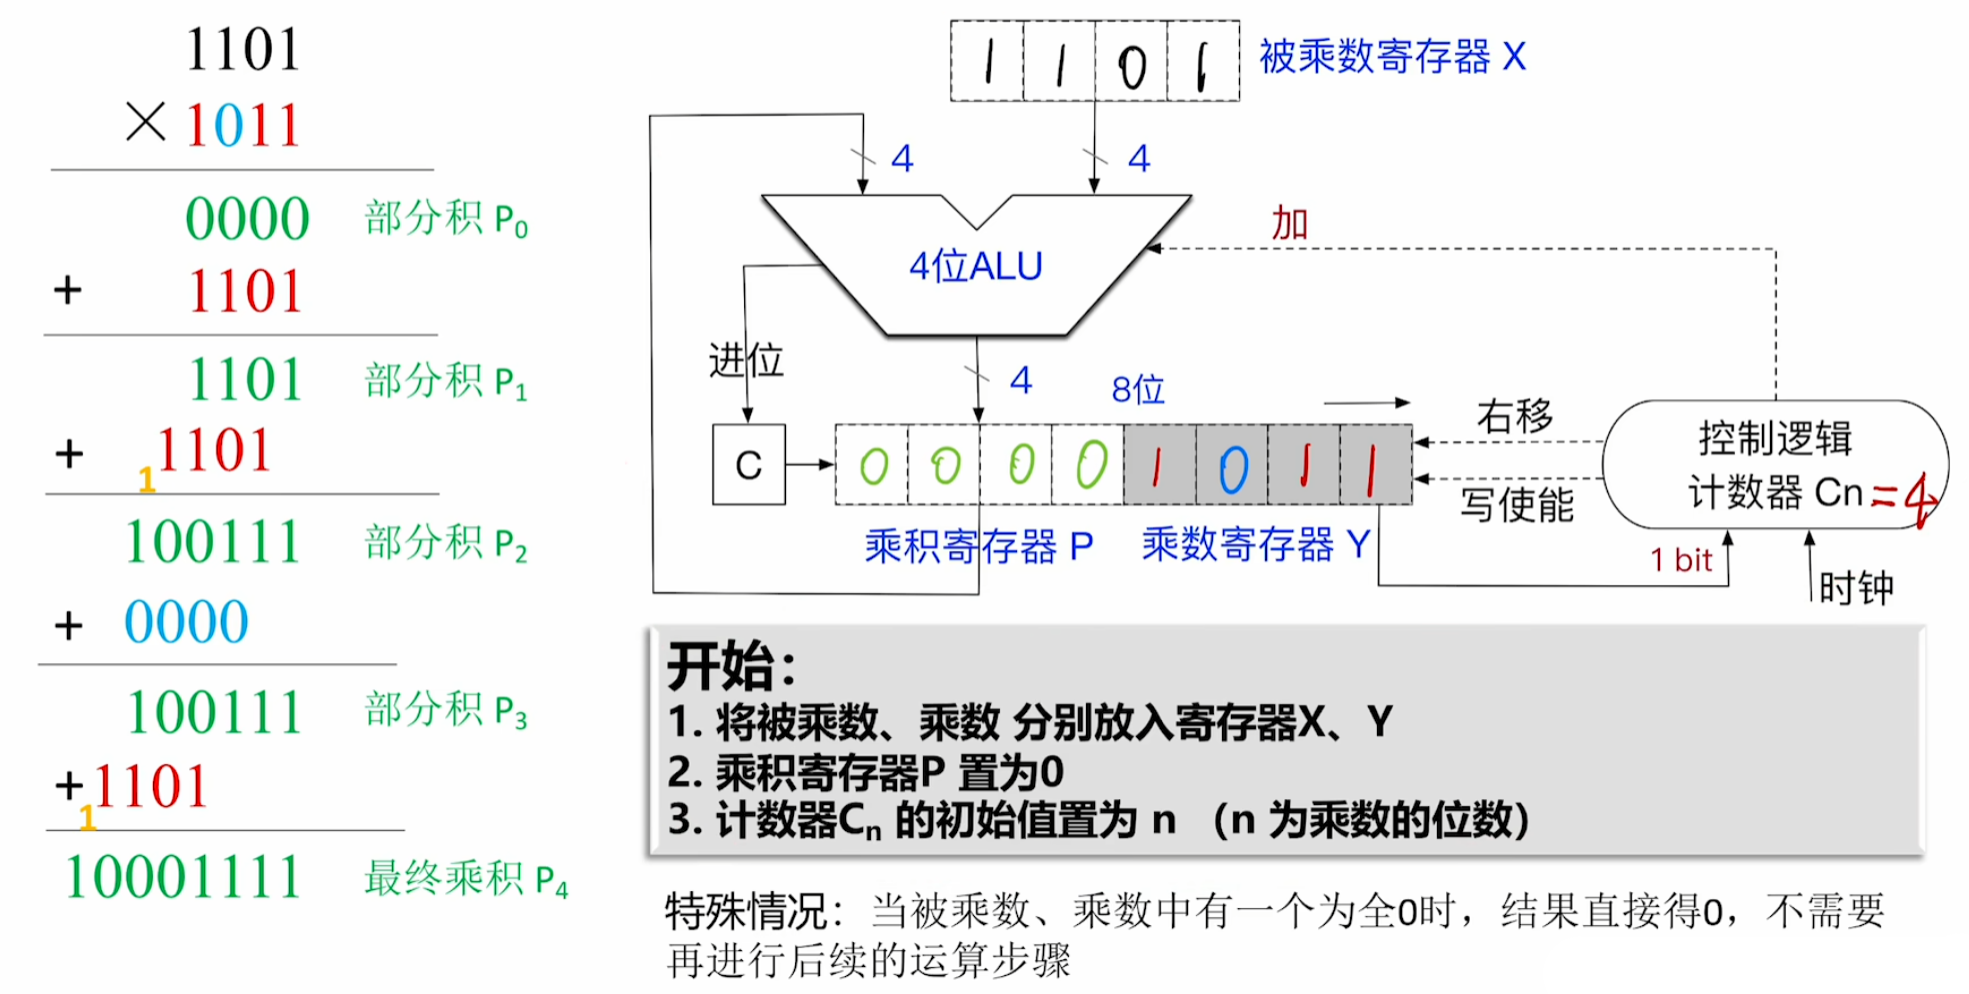 1101
×1011
0000 部分积 P0
+ 1101
1101 部分积 P1
+ 1101
1
100111 部分积 P2
+ 0000
100111 部分积 P3
+1101
1
10001111 最终乘积 P4
1 1 0 1 被乘数寄存器 X
4 4
加
4位ALU
进位
4 8位
C 0 0 0 0 1 0 1 1
乘积寄存器 P 乘数寄存器 Y
右移
写使能
控制逻辑
计数器 Cn =4
1 bit
时钟
开始：
1. 将被乘数、乘数 分别放入寄存器X、Y
2. 乘积寄存器P 置为0
3. 计数器Cn 的初始值置为 n （n 为乘数的位数）
特殊情况：当被乘数、乘数中有一个为全0时，结果直接得0，不需要
再进行后续的运算步骤